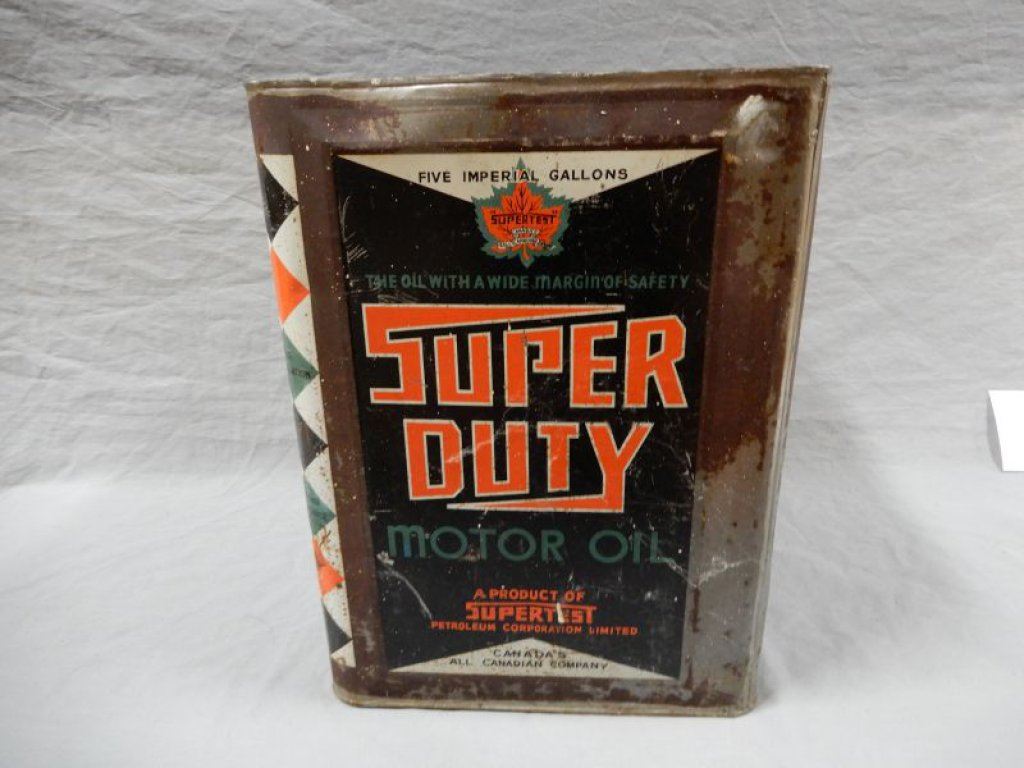 FIVE IMPERIAL GALLONS
"SUPERTEST"
THE OIL WITH A WIDE MARGIN OF SAFETY
SUPER
DUTY
MOTOR OIL
A PRODUCT OF
SUPERTEST
PETROLEUM CORPORATION LIMITED
"CANADA'S
ALL CANADIAN COMPANY"